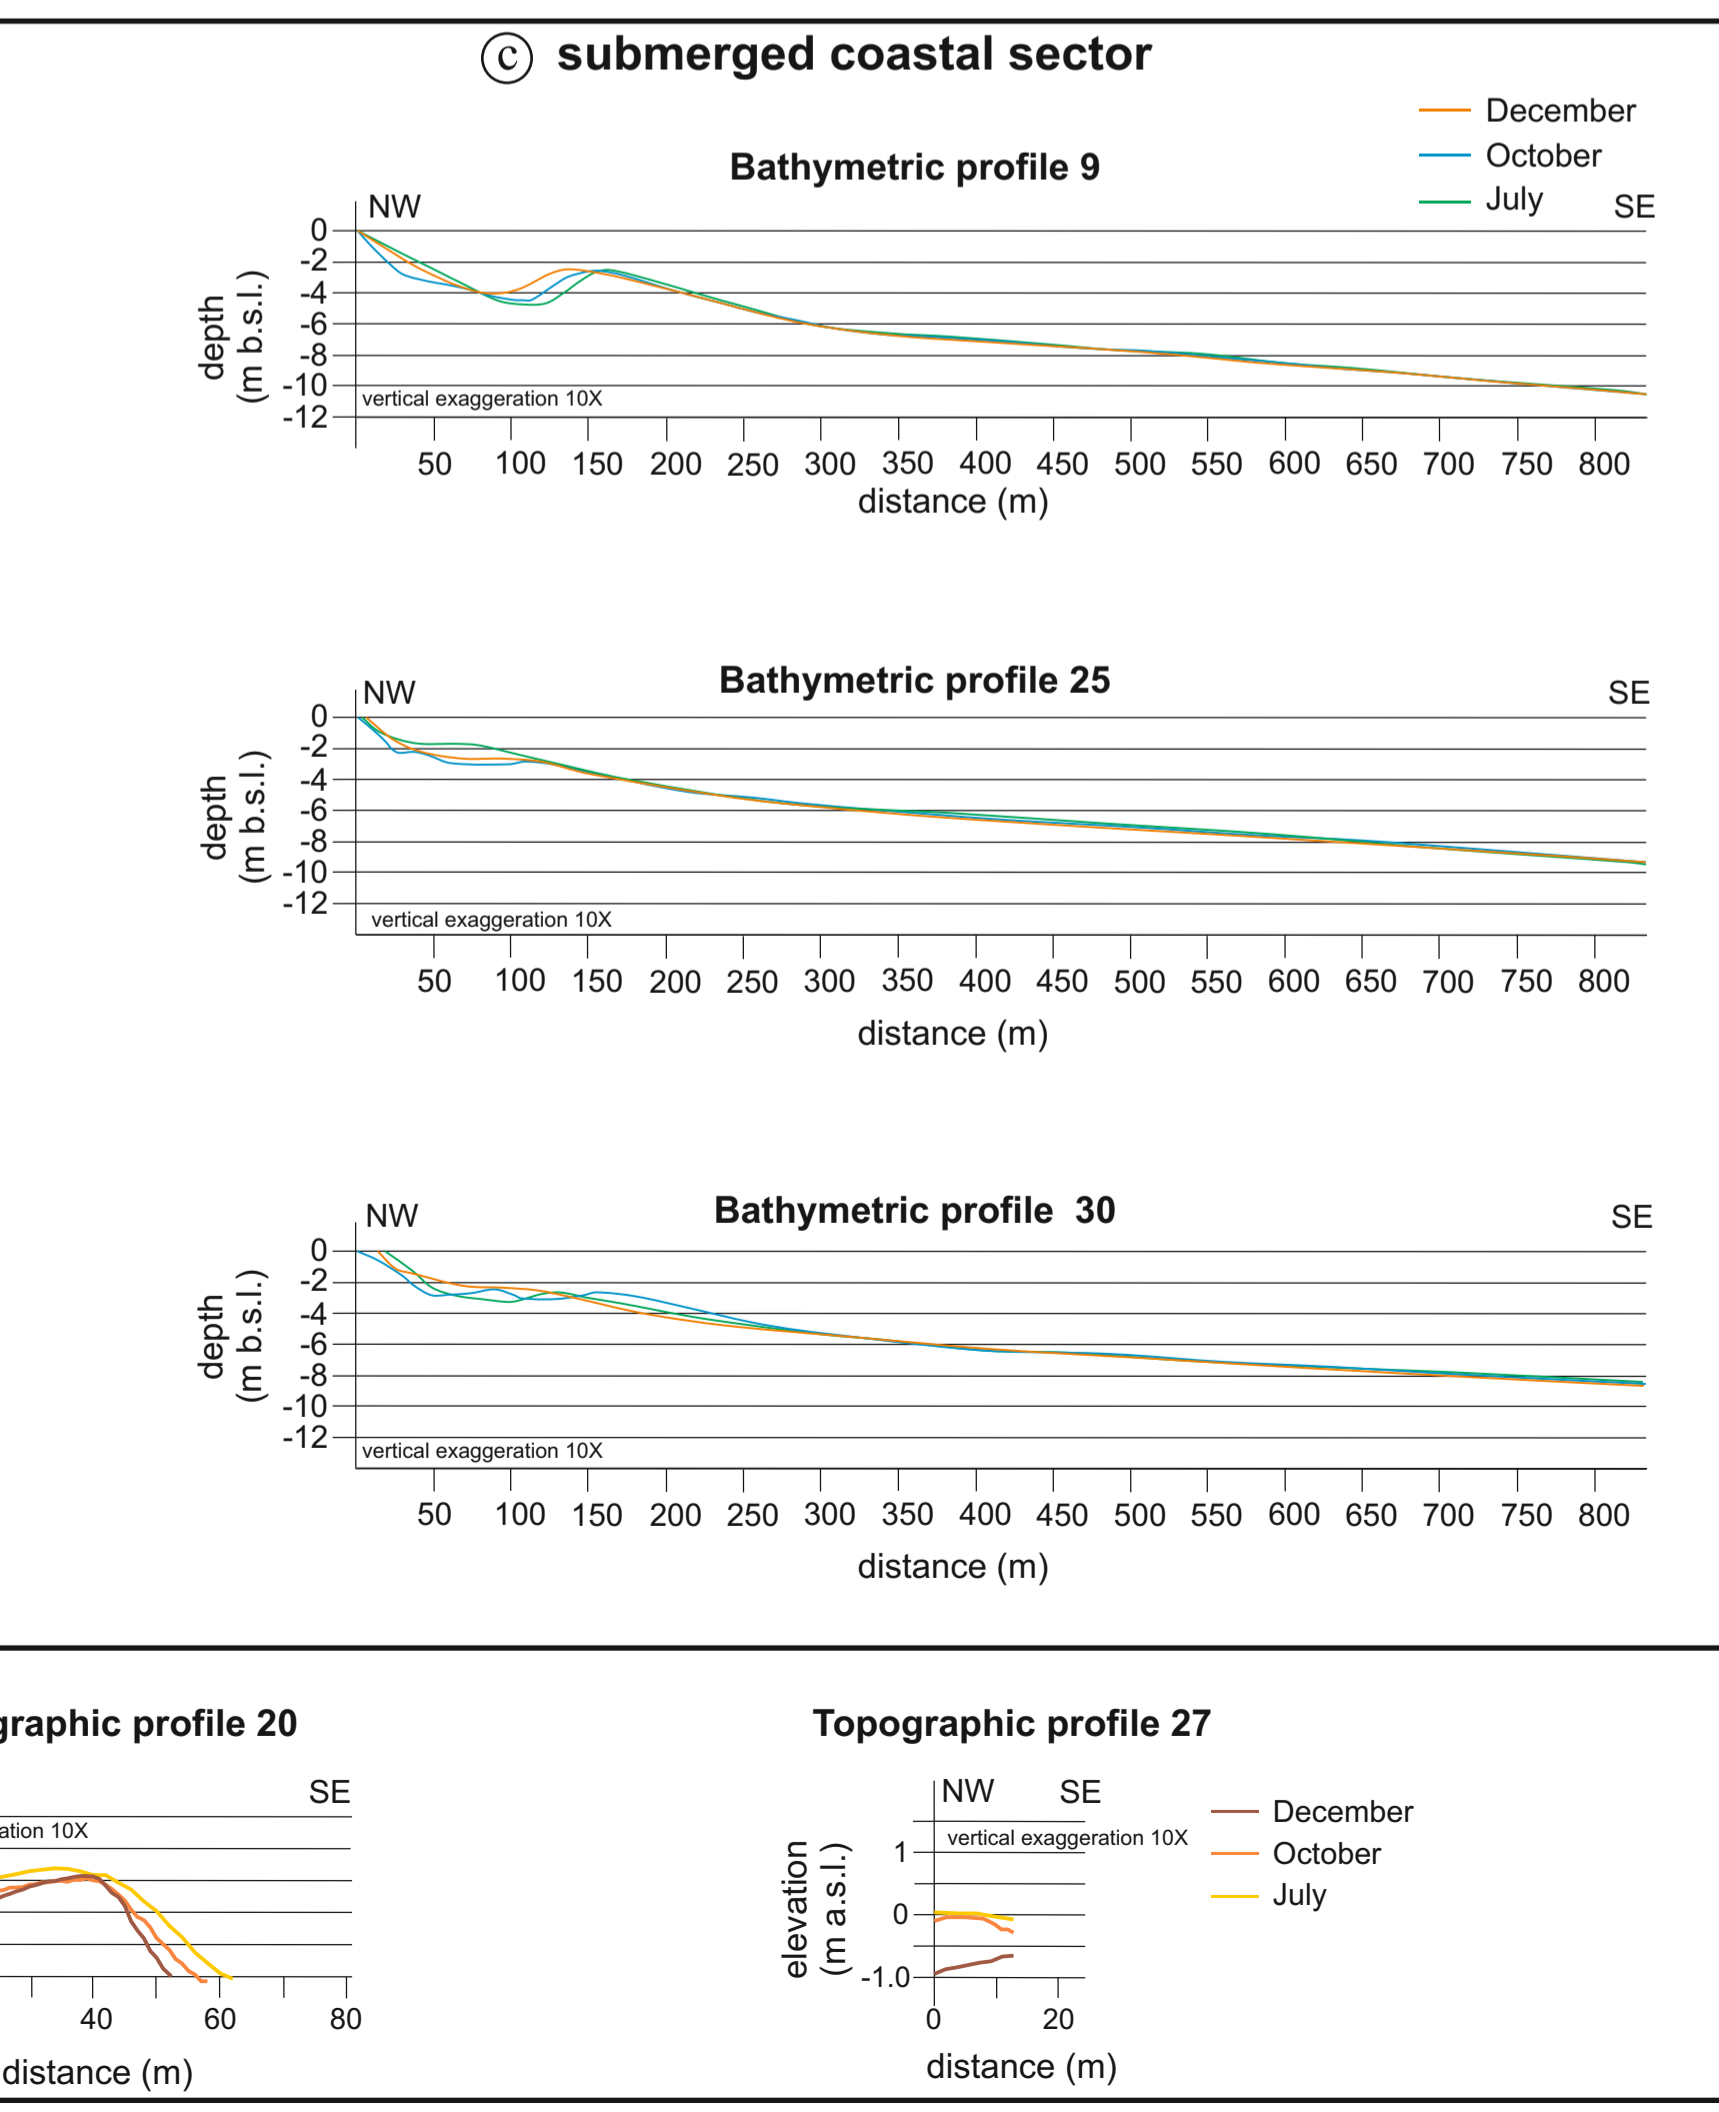 c submerged coastal sector
December
October
July
Bathymetric profile 9
NW
SE
0
-2
-4
-6
-8
-10
-12
depth
(m b.s.l.)
vertical exaggeration 10X
50 100 150 200 250 300 350 400 450 500 550 600 650 700 750 800
distance (m)
Bathymetric profile 25
NW
SE
0
-2
-4
-6
-8
-10
-12
depth
(m b.s.l.)
vertical exaggeration 10X
50 100 150 200 250 300 350 400 450 500 550 600 650 700 750 800
distance (m)
Bathymetric profile 30
NW
SE
0
-2
-4
-6
-8
-10
-12
depth
(m b.s.l.)
vertical exaggeration 10X
50 100 150 200 250 300 350 400 450 500 550 600 650 700 750 800
distance (m)
graphic profile 20
SE
ation 10X
40 60 80
distance (m)
Topographic profile 27
NW SE
vertical exaggeration 10X
1
0
-1.0
elevation
(m a.s.l.)
0 20
distance (m)
December
October
July